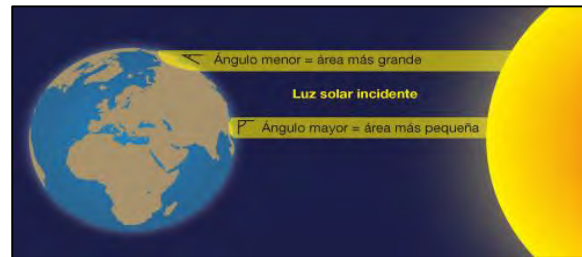 Ángulo menor = área más grande
Luz solar incidente
Ángulo mayor = área más pequeña